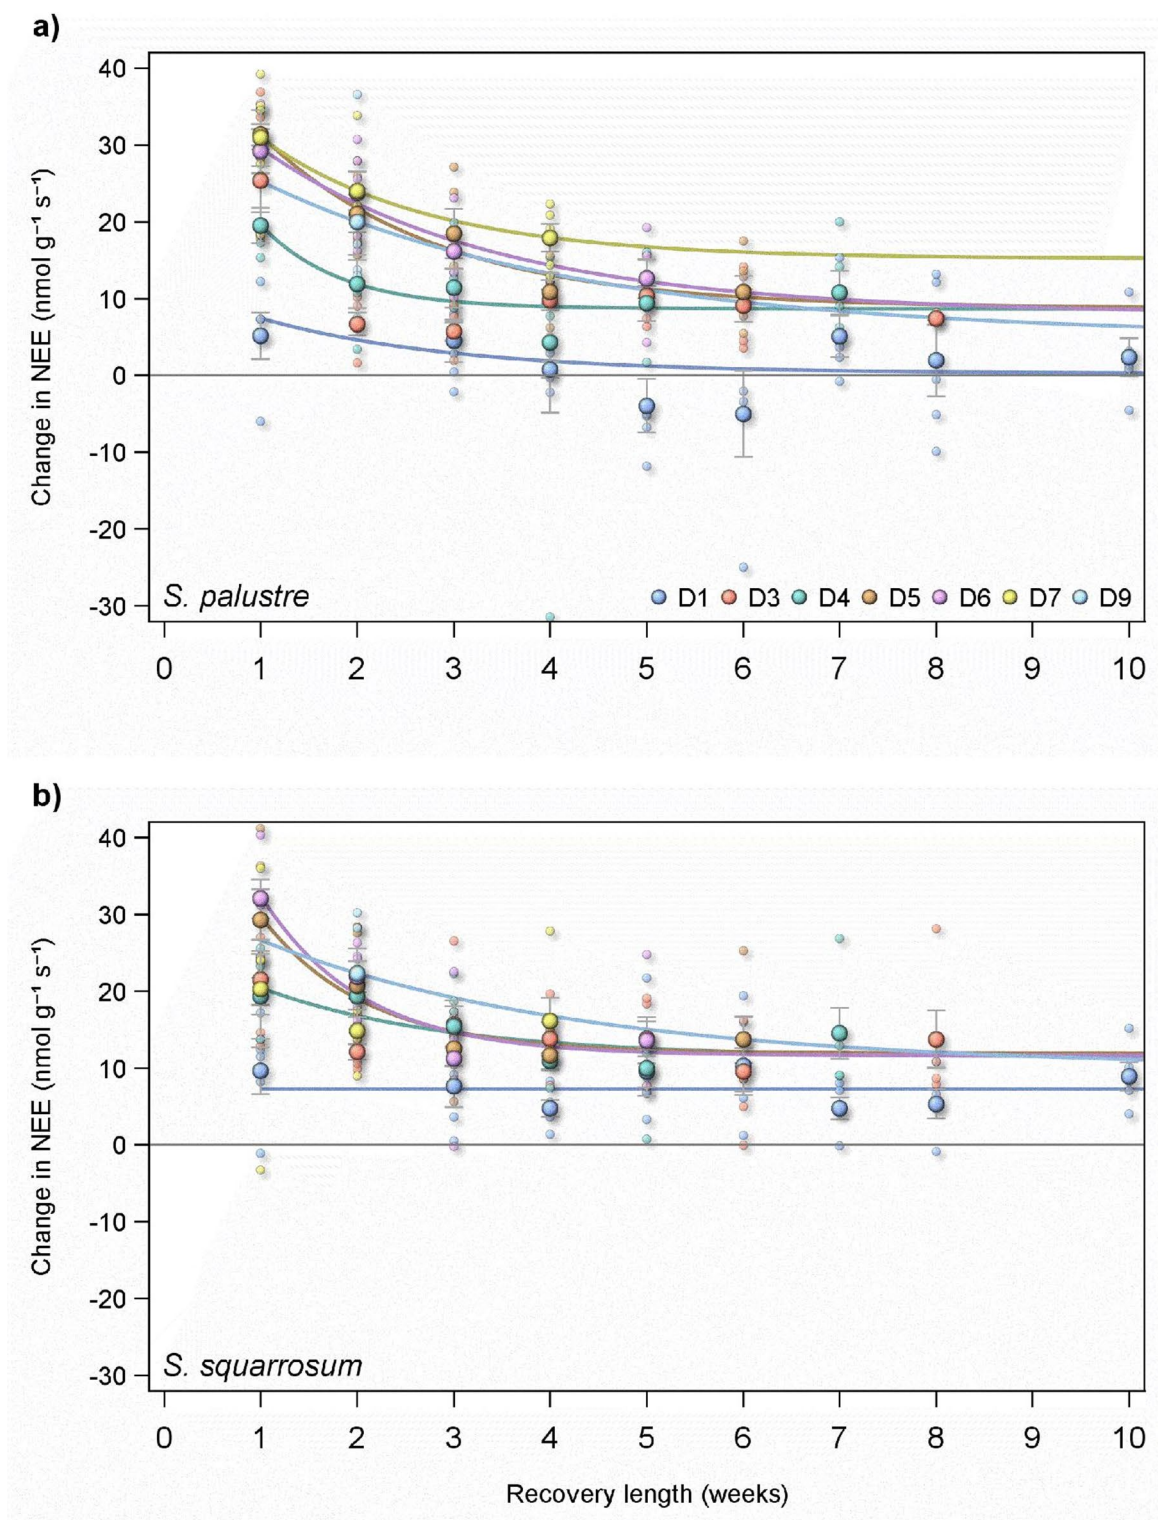 a)
Change in NEE (nmol g⁻¹ s⁻¹)
40
30
20
10
0
-10
-20
-30
S. palustre
D1 D3 D4 D5 D6 D7 D9
0 1 2 3 4 5 6 7 8 9 10
b)
Change in NEE (nmol g⁻¹ s⁻¹)
40
30
20
10
0
-10
-20
-30
S. squarrosum
0 1 2 3 4 5 6 7 8 9 10
Recovery length (weeks)